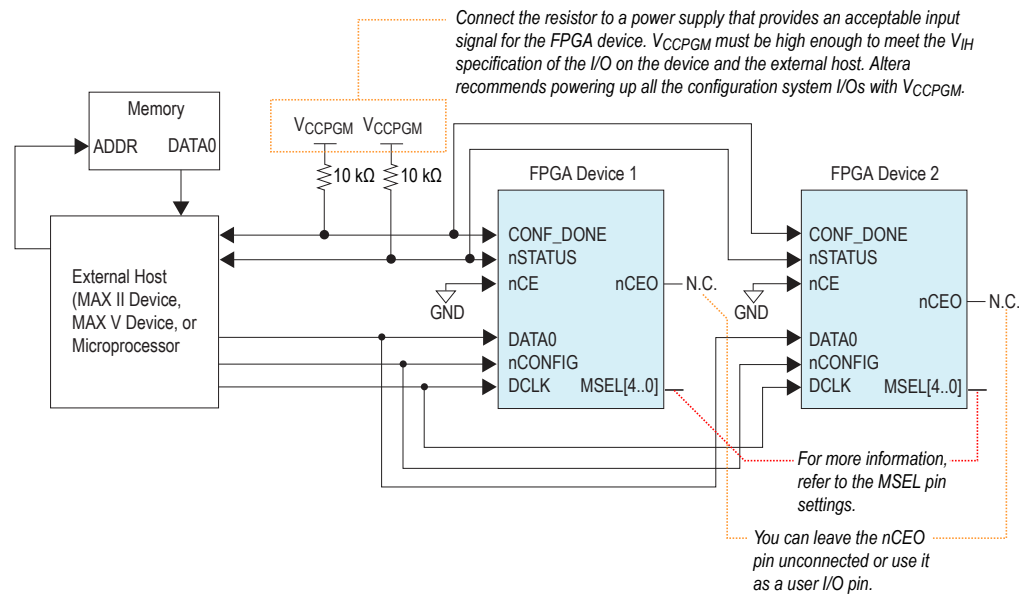 Connect the resistor to a power supply that provides an acceptable input
signal for the FPGA device. VCCPGM must be high enough to meet the VIH
specification of the I/O on the device and the external host. Altera
recommends powering up all the configuration system I/Os with VCCPGM.
Memory
ADDR DATA0
VCCPGM VCCPGM
10 kΩ 10 kΩ
External Host
(MAX II Device,
MAX V Device, or
Microprocessor
FPGA Device 1
CONF_DONE
nSTATUS
nCE
nCEO N.C.
GND
DATA0
nCONFIG
DCLK MSEL[4..0]
FPGA Device 2
CONF_DONE
nSTATUS
nCE
nCEO N.C.
GND
DATA0
nCONFIG
DCLK MSEL[4..0]
For more information,
refer to the MSEL pin
settings.
You can leave the nCEO
pin unconnected or use it
as a user I/O pin.